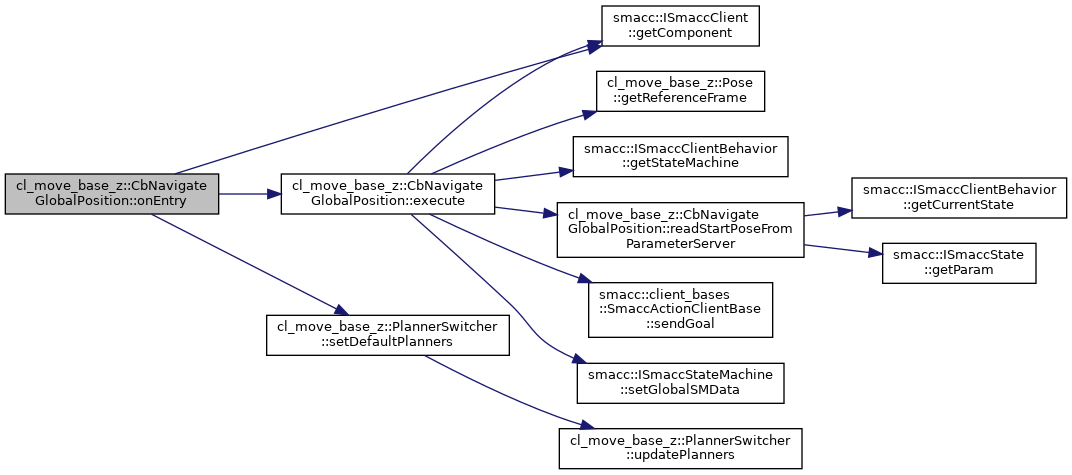 cl_move_base_z::CbNavigate
GlobalPosition::onEntry
smacc::ISmaccClient
::getComponent
cl_move_base_z::CbNavigate
GlobalPosition::execute
cl_move_base_z::Pose
::getReferenceFrame
smacc::ISmaccClientBehavior
::getStateMachine
cl_move_base_z::CbNavigate
GlobalPosition::readStartPoseFrom
ParameterServer
smacc::ISmaccClientBehavior
::getCurrentState
smacc::ISmaccState
::getParam
smacc::client_bases
::SmaccActionClientBase
::sendGoal
smacc::ISmaccStateMachine
::setGlobalSMData
cl_move_base_z::PlannerSwitcher
::setDefaultPlanners
cl_move_base_z::PlannerSwitcher
::updatePlanners